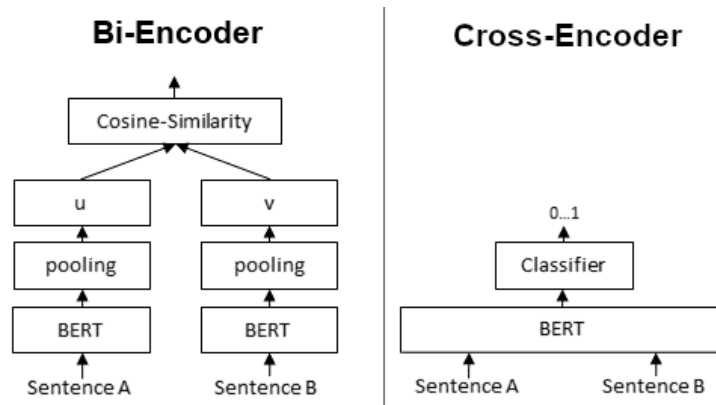 Bi-Encoder
Cosine-Similarity
u
v
pooling
pooling
BERT
BERT
Sentence A
Sentence B
Cross-Encoder
0...1
Classifier
BERT
Sentence A
Sentence B